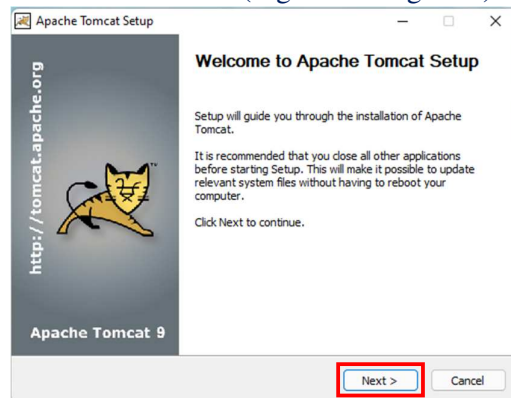 Apache Tomcat Setup
http://tomcat.apache.org
Apache Tomcat 9
Welcome to Apache Tomcat Setup
Setup will guide you through the installation of Apache
Tomcat.
It is recommended that you close all other applications
before starting Setup. This will make it possible to update
relevant system files without having to reboot your
computer.
Click Next to continue.
Next >
Cancel